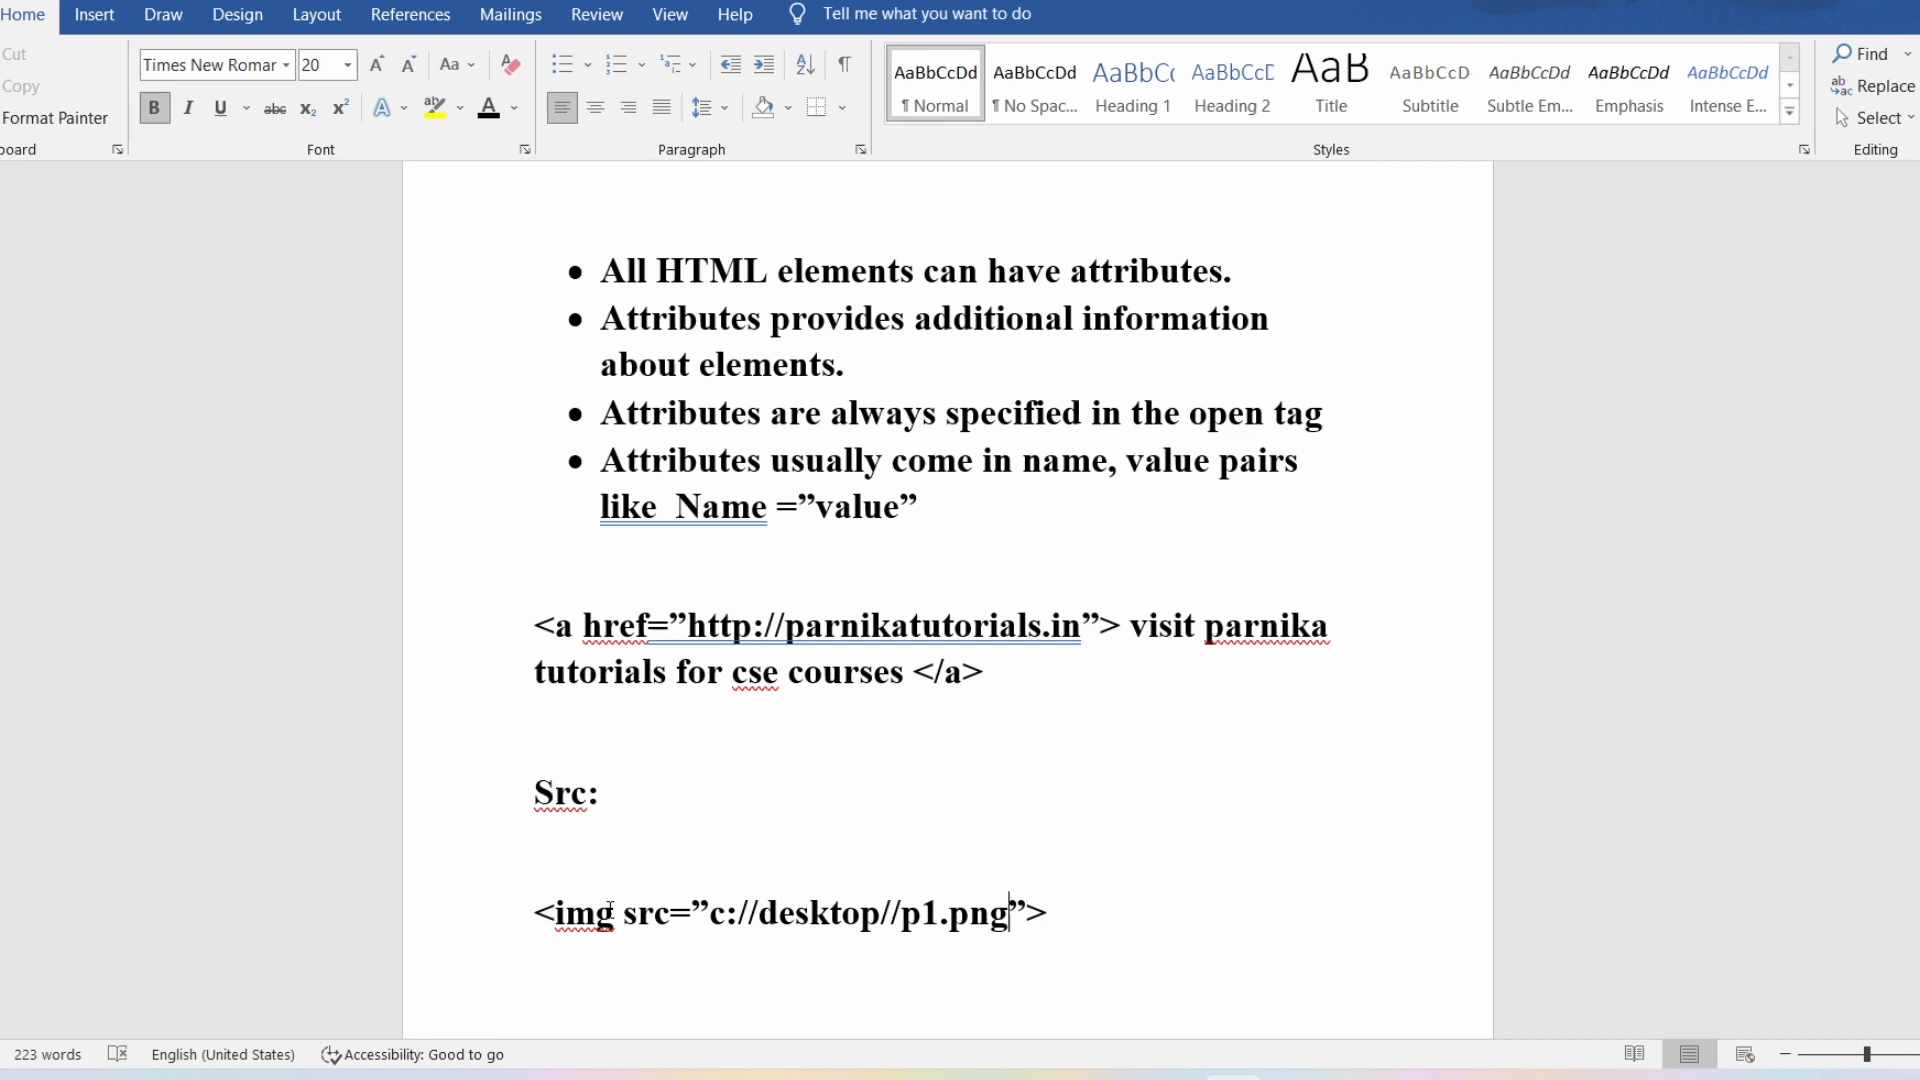 Home Insert Draw Design Layout References Mailings Review View Help Tell me what you want to do
Cut
Copy
Format Painter
board
Times New Roman 20
Font
Paragraph
AaBbCcDd AaBbCcDd AaBbCc AaBbCcD AaB AaBbCcD AaBbCcDd AaBbCcDd AaBbCcDd
¶ Normal ¶ No Spac... Heading 1 Heading 2 Title Subtitle Subtle Em... Emphasis Intense E...
Styles
Find
Replace
Select
Editing
• All HTML elements can have attributes.
• Attributes provides additional information
about elements.
• Attributes are always specified in the open tag
• Attributes usually come in name, value pairs
like Name =”value”
<a href=”http://parnikatutorials.in”> visit parnika
tutorials for cse courses </a>
Src:
<img src=”c://desktop//p1.png”>
223 words English (United States) Accessibility: Good to go